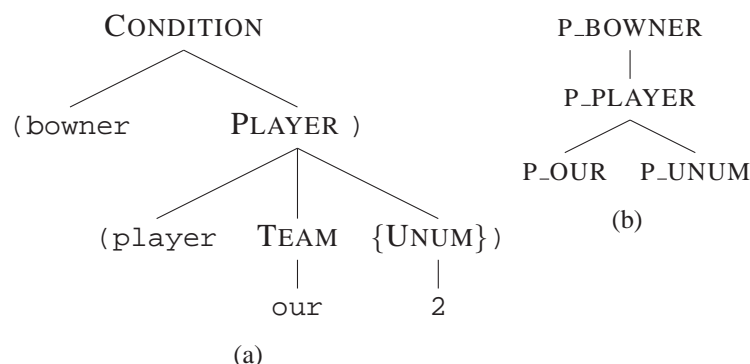 CONDITION
P_BOWNER
P_PLAYER
(bowner PLAYER )
P_OUR P_UNUM
(b)
(player TEAM {UNUM})
our 2
(a)